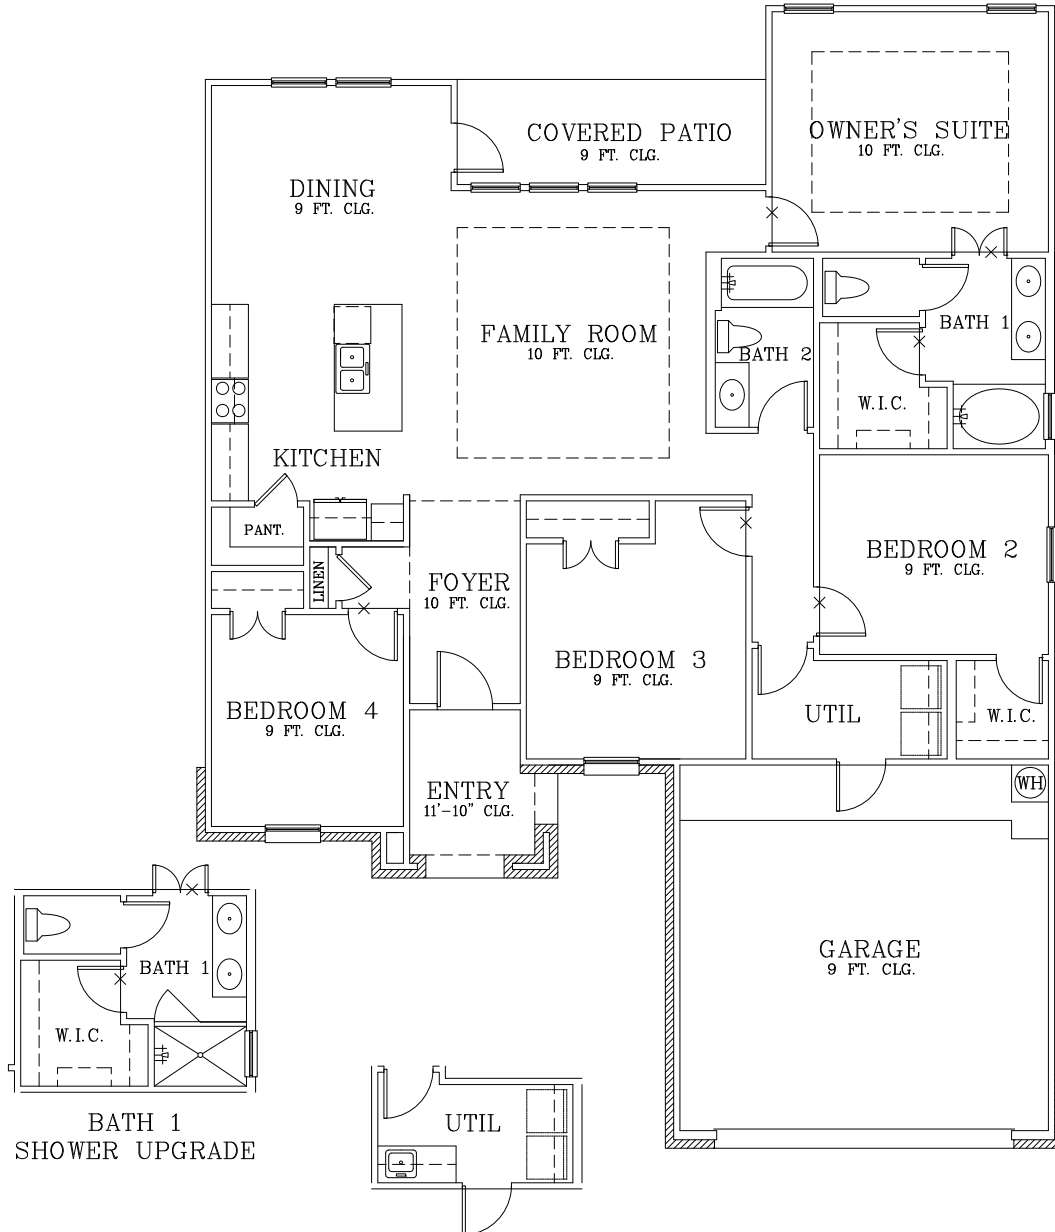 COVERED PATIO
9 FT. CLG.
OWNER'S SUITE
10 FT. CLG.
DINING
9 FT. CLG.
FAMILY ROOM
10 FT. CLG.
BATH 1
BATH 2
W.I.C.
KITCHEN
PANT.
LINEN
FOYER
10 FT. CLG.
BEDROOM 2
9 FT. CLG.
BEDROOM 3
9 FT. CLG.
BEDROOM 4
9 FT. CLG.
UTIL
W.I.C.
ENTRY
11'-10" CLG.
WH
GARAGE
9 FT. CLG.
BATH 1
W.I.C.
BATH 1
SHOWER UPGRADE
UTIL